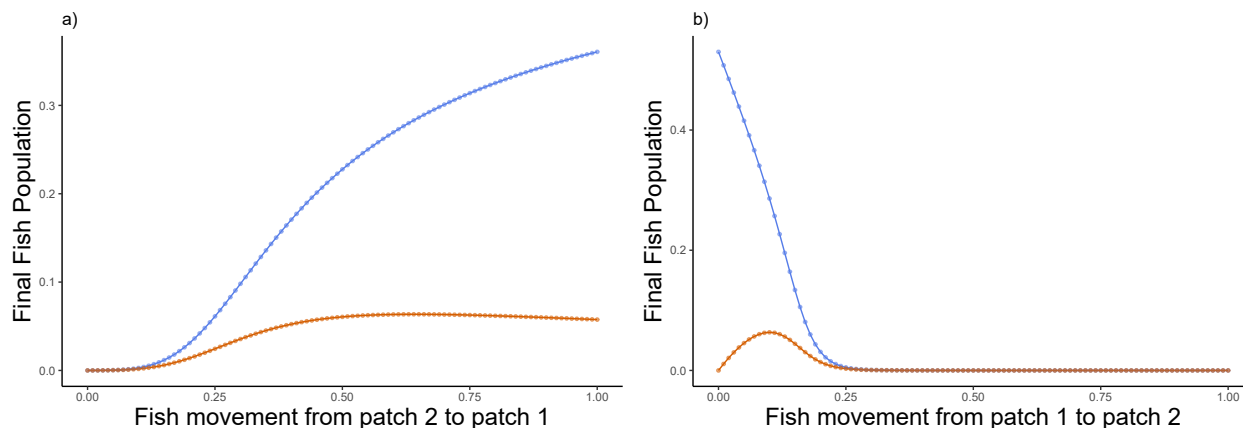 a)
Final Fish Population
0.3
0.2
0.1
0.0
0.00 0.25 0.50 0.75 1.00
Fish movement from patch 2 to patch 1
b)
Final Fish Population
0.4
0.2
0.0
0.00 0.25 0.50 0.75 1.00
Fish movement from patch 1 to patch 2